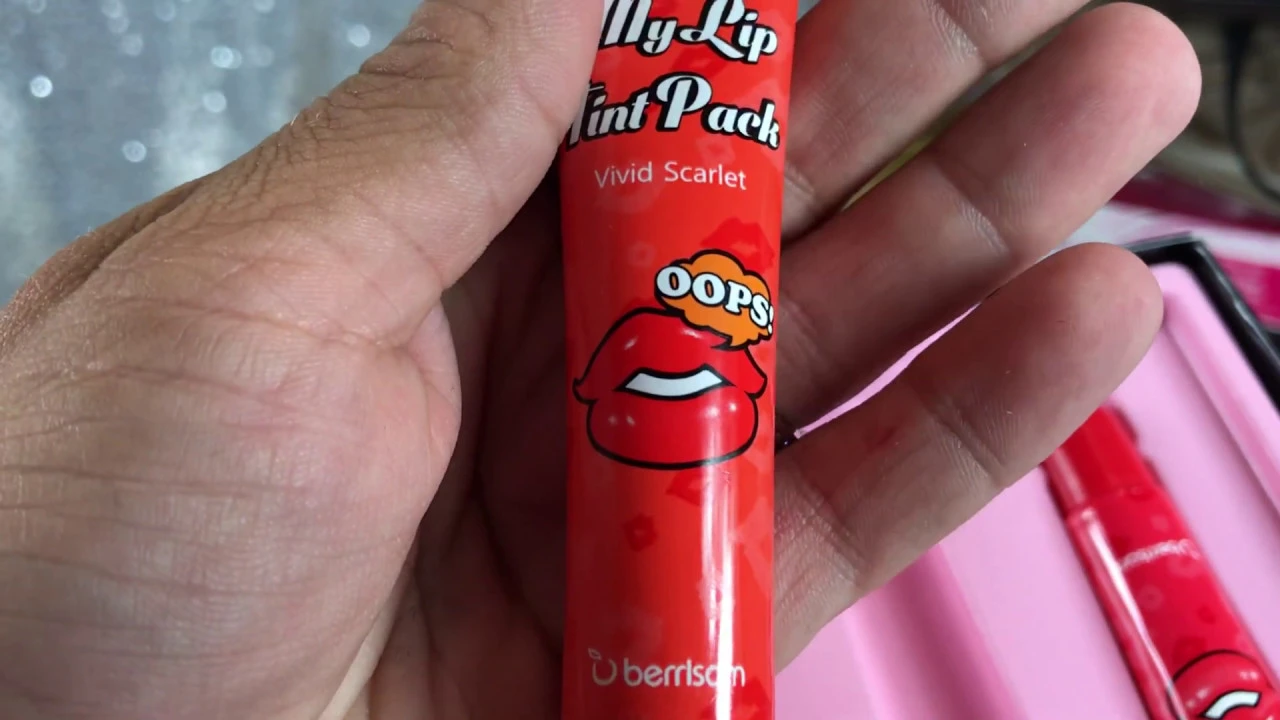 My Lip
Tint Pack
Vivid Scarlet
OOPS!
berrisom